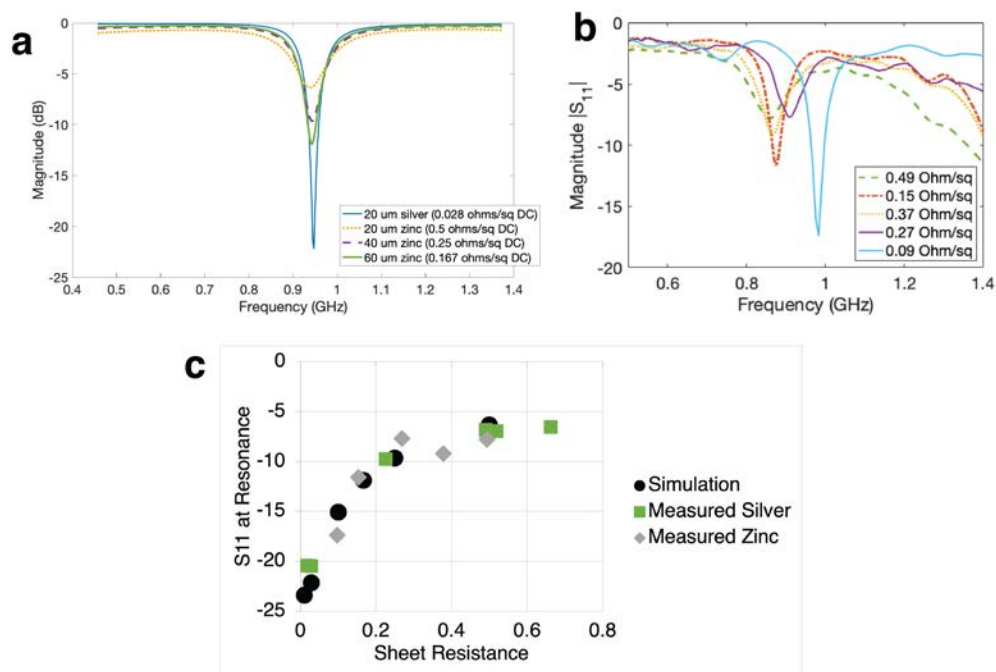 a
0
-5
-10
-15
-20
-25
Magnitude (dB)
20 um silver (0.028 ohms/sq DC)
20 um zinc (0.5 ohms/sq DC)
40 um zinc (0.25 ohms/sq DC)
60 um zinc (0.167 ohms/sq DC)
0.4 0.5 0.6 0.7 0.8 0.9 1 1.1 1.2 1.3 1.4
Frequency (GHz)
b
0
-5
-10
-15
-20
Magnitude |S11|
0.49 Ohm/sq
0.15 Ohm/sq
0.37 Ohm/sq
0.27 Ohm/sq
0.09 Ohm/sq
0.6 0.8 1.0 1.2 1.4
Frequency (GHz)
c
0
-5
-10
-15
-20
-25
S11 at Resonance
0 0.2 0.4 0.6 0.8
Sheet Resistance
Simulation
Measured Silver
Measured Zinc